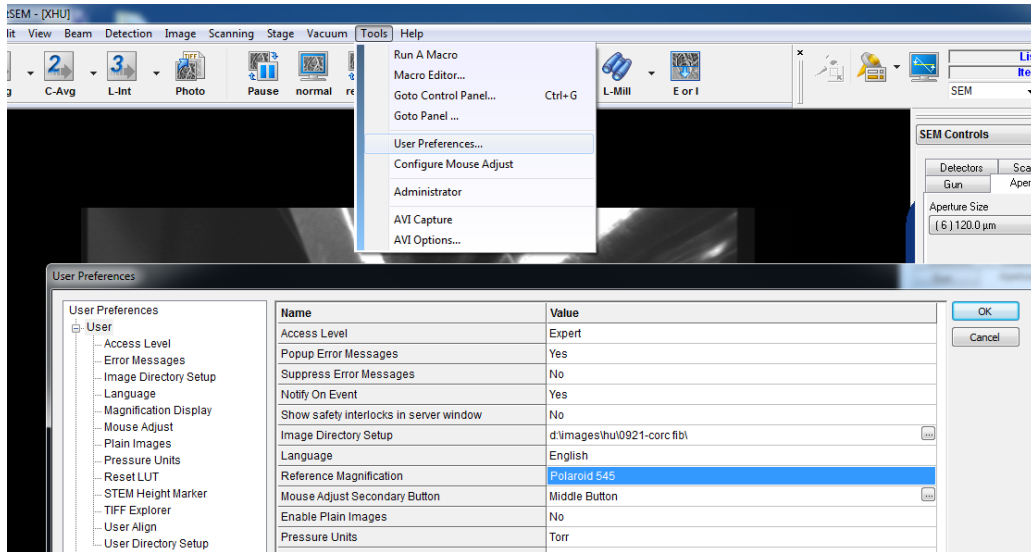 rSEM - [XHU]
dit View Beam Detection Image Scanning Stage Vacuum Tools Help
2 3 TIFF
g C-Avg L-Int Photo Pause normal re L-Mill E or I
Lis
Ite
SEM
Run A Macro
Macro Editor...
Goto Control Panel... Ctrl+G
Goto Panel ...
User Preferences...
Configure Mouse Adjust
Administrator
AVI Capture
AVI Options...
SEM Controls
Detectors Sca
Gun Aper
Aperture Size
( 6 ) 120.0 µm
User Preferences
User Preferences
User
Access Level
Error Messages
Image Directory Setup
Language
Magnification Display
Mouse Adjust
Plain Images
Pressure Units
Reset LUT
STEM Height Marker
TIFF Explorer
User Align
User Directory Setup
Name Value
Access Level Expert
Popup Error Messages Yes
Suppress Error Messages No
Notify On Event Yes
Show safety interlocks in server window No
Image Directory Setup d:\images\hu\0921-corc fib\ ...
Language English
Reference Magnification Polaroid 545
Mouse Adjust Secondary Button Middle Button ...
Enable Plain Images No
Pressure Units Torr
OK
Cancel